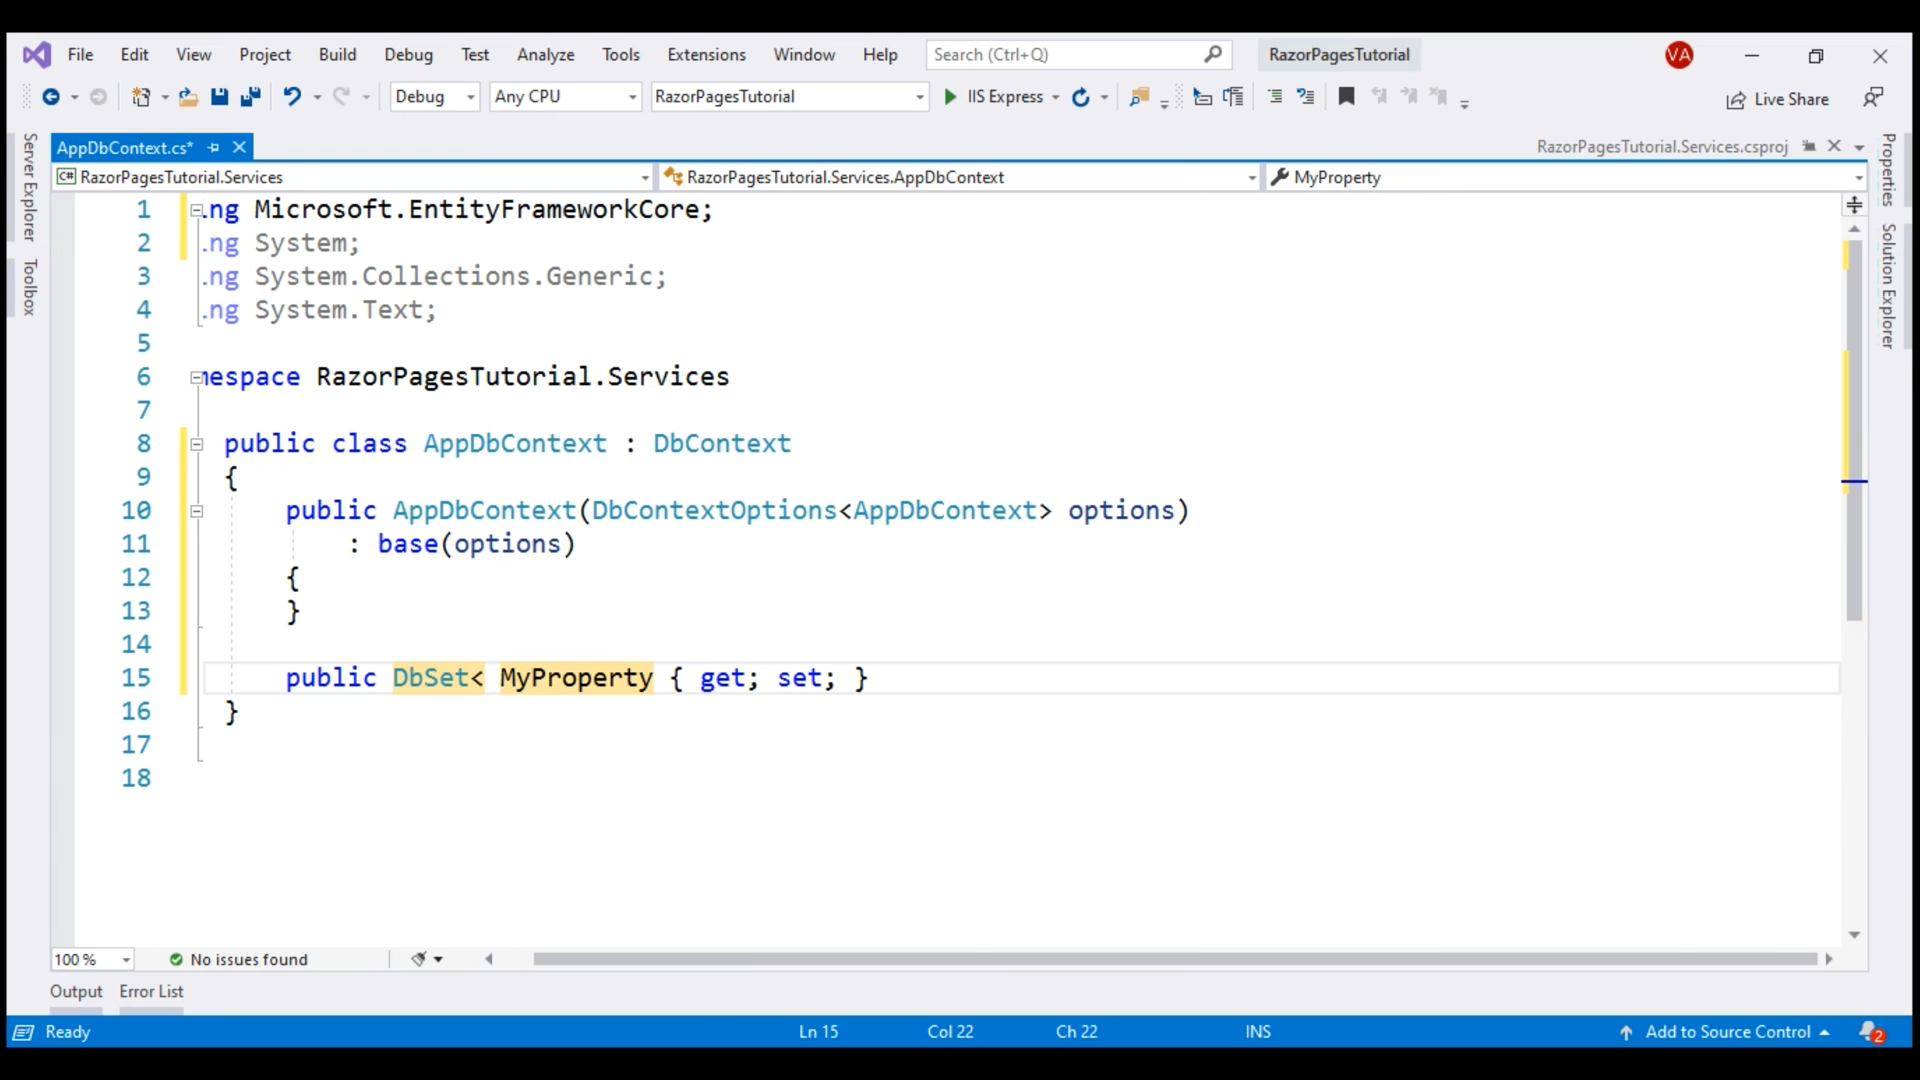 File Edit View Project Build Debug Test Analyze Tools Extensions Window Help Search (Ctrl+Q) RazorPagesTutorial VA
Debug Any CPU RazorPagesTutorial IIS Express Live Share
AppDbContext.cs* RazorPagesTutorial.Services.csproj
C# RazorPagesTutorial.Services RazorPagesTutorial.Services.AppDbContext MyProperty
Server Explorer
Toolbox
Properties
Solution Explorer
1 ng Microsoft.EntityFrameworkCore;
2 ng System;
3 ng System.Collections.Generic;
4 ng System.Text;
5
6 mespace RazorPagesTutorial.Services
7
8 public class AppDbContext : DbContext
9 {
10 public AppDbContext(DbContextOptions<AppDbContext> options)
11 : base(options)
12 {
13 }
14
15 public DbSet< MyProperty { get; set; }
16 }
17
18
100 % No issues found
Output Error List
Ready Ln 15 Col 22 Ch 22 INS Add to Source Control 2